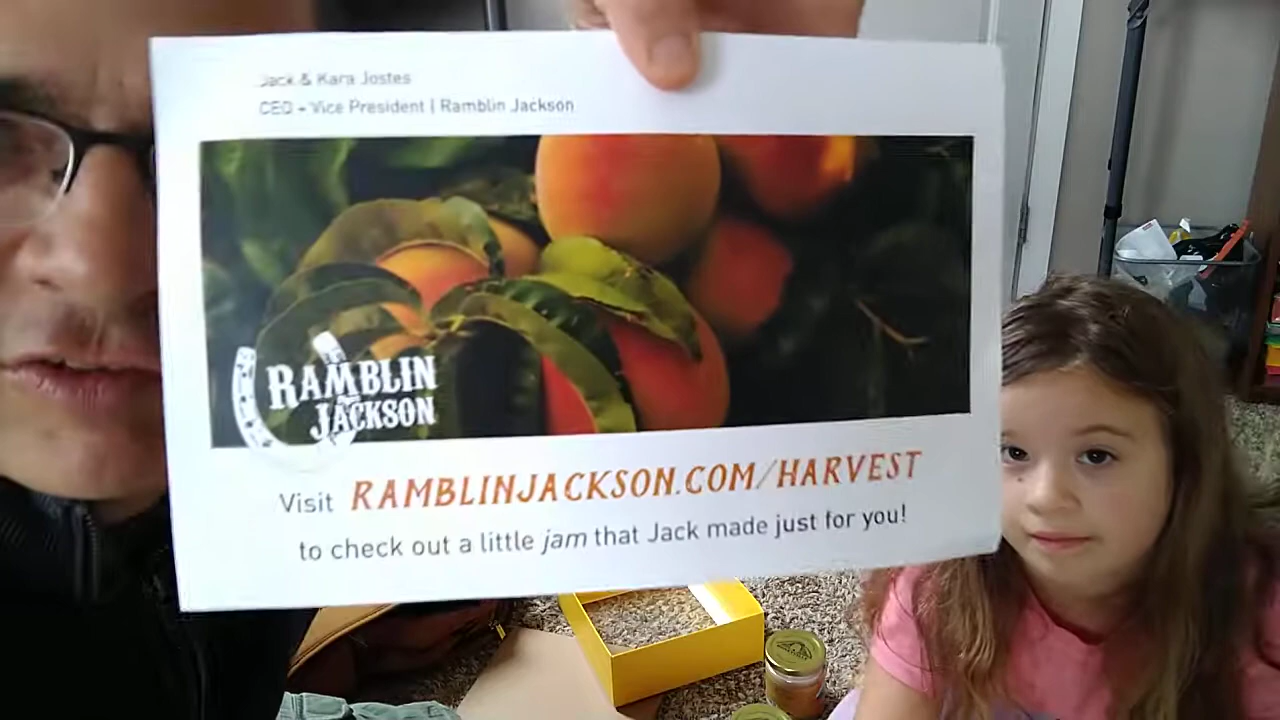 Jack & Kara Jostes
CEO - Vice President | Ramblin Jackson
RAMBLIN
JACKSON
Visit RAMBLINJACKSON.COM/HARVEST
to check out a little jam that Jack made just for you!